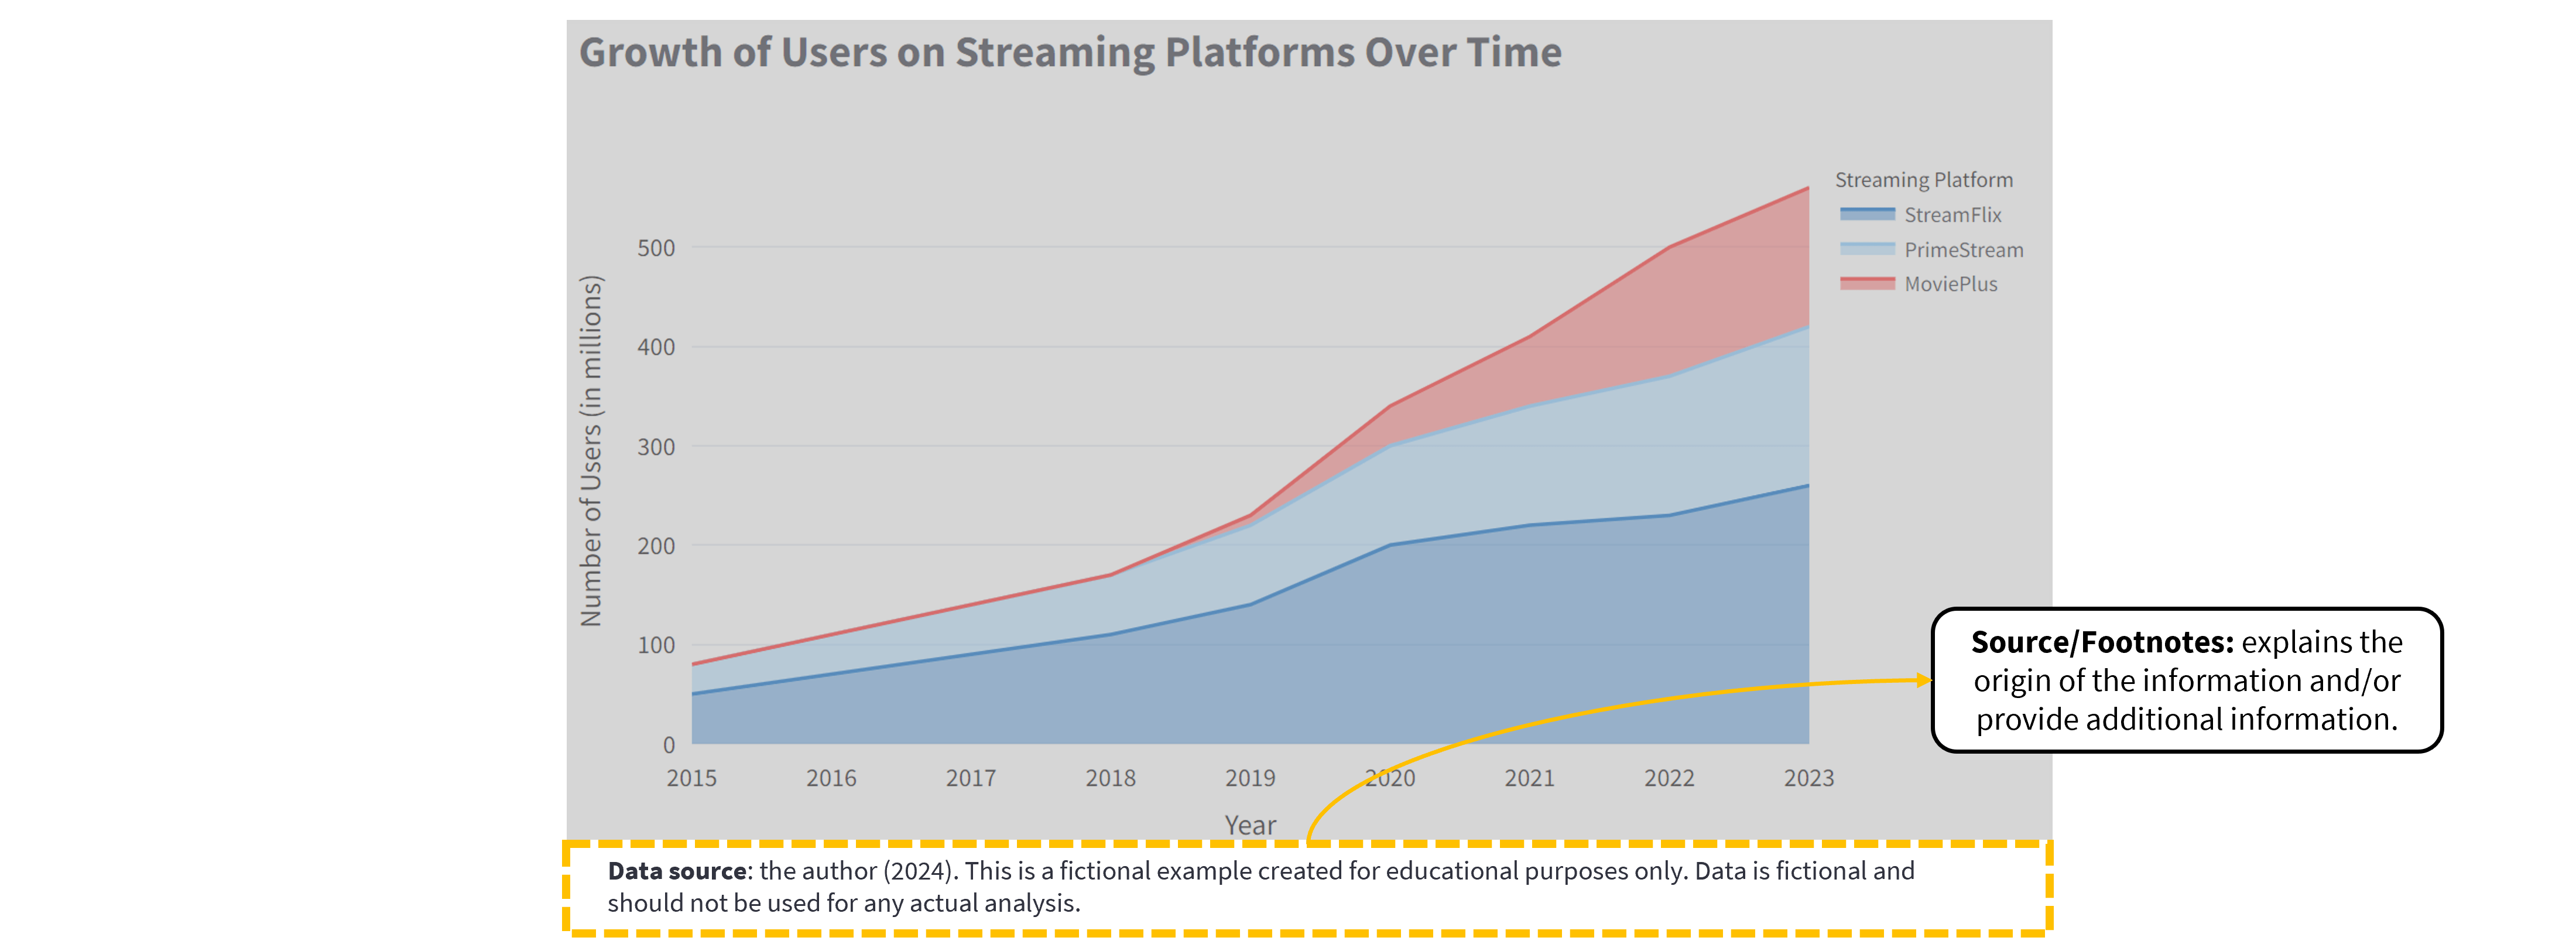 Growth of Users on Streaming Platforms Over Time
Streaming Platform
StreamFlix
PrimeStream
MoviePlus
Number of Users (in millions)
500
400
300
200
100
0
2015 2016 2017 2018 2019 2020 2021 2022 2023
Year
Source/Footnotes: explains the
origin of the information and/or
provide additional information.
Data source: the author (2024). This is a fictional example created for educational purposes only. Data is fictional and
should not be used for any actual analysis.